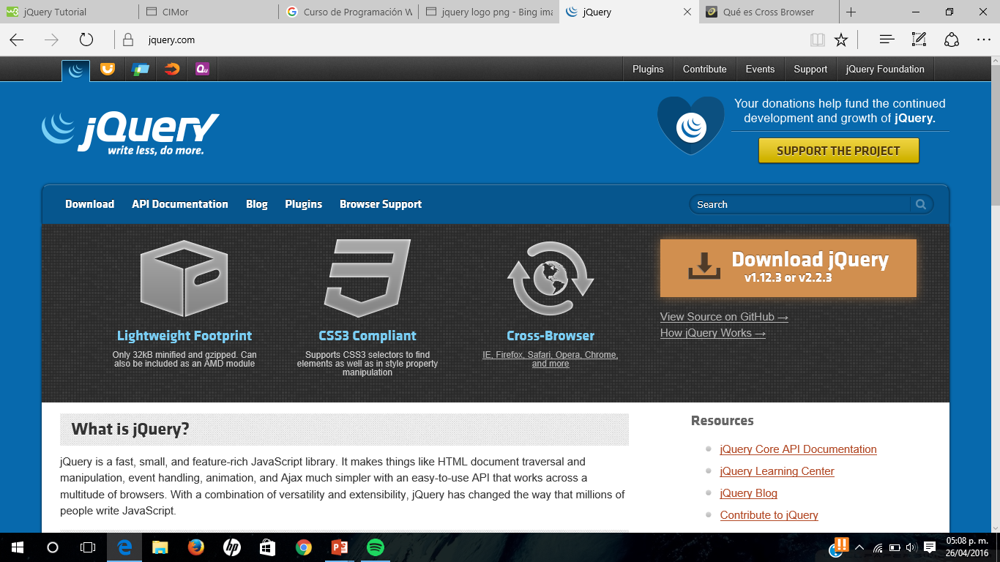 jQuery Tutorial
CIMor
Curso de Programación W
jquery logo png - Bing ima
jQuery
Qué es Cross Browser
jquery.com
Qu
Plugins
Contribute
Events
Support
jQuery Foundation
jQuery
write less, do more.
Your donations help fund the continued
development and growth of jQuery.
SUPPORT THE PROJECT
Download
API Documentation
Blog
Plugins
Browser Support
Search
Download jQuery
v1.12.3 or v2.2.3
View Source on GitHub →
How jQuery Works →
Lightweight Footprint
Only 32kB minified and gzipped. Can
also be included as an AMD module
CSS3 Compliant
Supports CSS3 selectors to find
elements as well as in style property
manipulation
Cross-Browser
IE, Firefox, Safari, Opera, Chrome,
and more
What is jQuery?
jQuery is a fast, small, and feature-rich JavaScript library. It makes things like HTML document traversal and
manipulation, event handling, animation, and Ajax much simpler with an easy-to-use API that works across a
multitude of browsers. With a combination of versatility and extensibility, jQuery has changed the way that millions of
people write JavaScript.
Resources
jQuery Core API Documentation
jQuery Learning Center
jQuery Blog
Contribute to jQuery
05:08 p. m.
26/04/2016